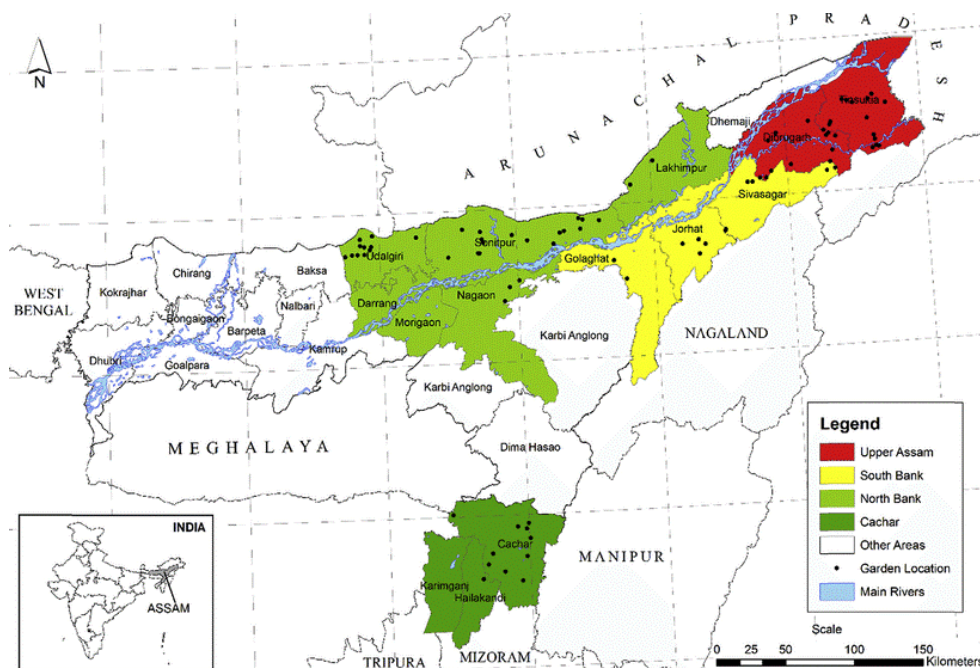 N
ARUNACHAL PRADESH
Tinsukia
Dibrugarh
Dhemaji
Lakhimpur
Sivasagar
Jorhat
Sonitpur
Golaghat
Udalgiri
Baksa
Chirang
Kokrajhar
WEST
BENGAL
Darrang
Nagaon
Nalbari
Bongaigaon
Barpeta
Morigaon
Karbi Anglong
NAGALAND
Kamrup
Dhubri
Goalpara
Karbi Anglong
MEGHALAYA
Dima Hasao
Cachar
MANIPUR
Karimganj
Hailakandi
TRIPURA
MIZORAM
INDIA
ASSAM
Legend
Upper Assam
South Bank
North Bank
Cachar
Other Areas
Garden Location
Main Rivers
Scale
0 25 50 100 150
Kilometers